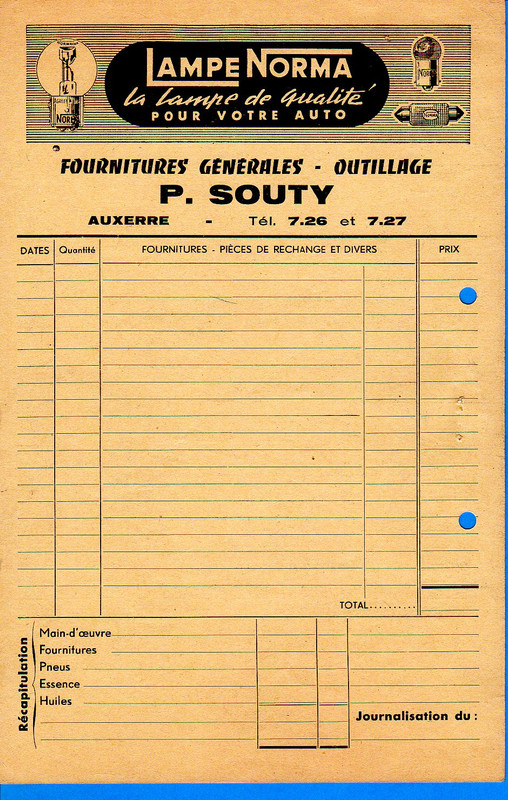 LAMPE NORMA
la lampe de qualité
POUR VOTRE AUTO
NORMA
FOURNITURES GÉNÉRALES - OUTILLAGE
P. SOUTY
AUXERRE - Tél. 7.26 et 7.27
DATES Quantité FOURNITURES - PIÈCES DE RECHANGE ET DIVERS PRIX
TOTAL..........
Récapitulation
Main-d'œuvre
Fournitures
Pneus
Essence
Huiles
Journalisation du :